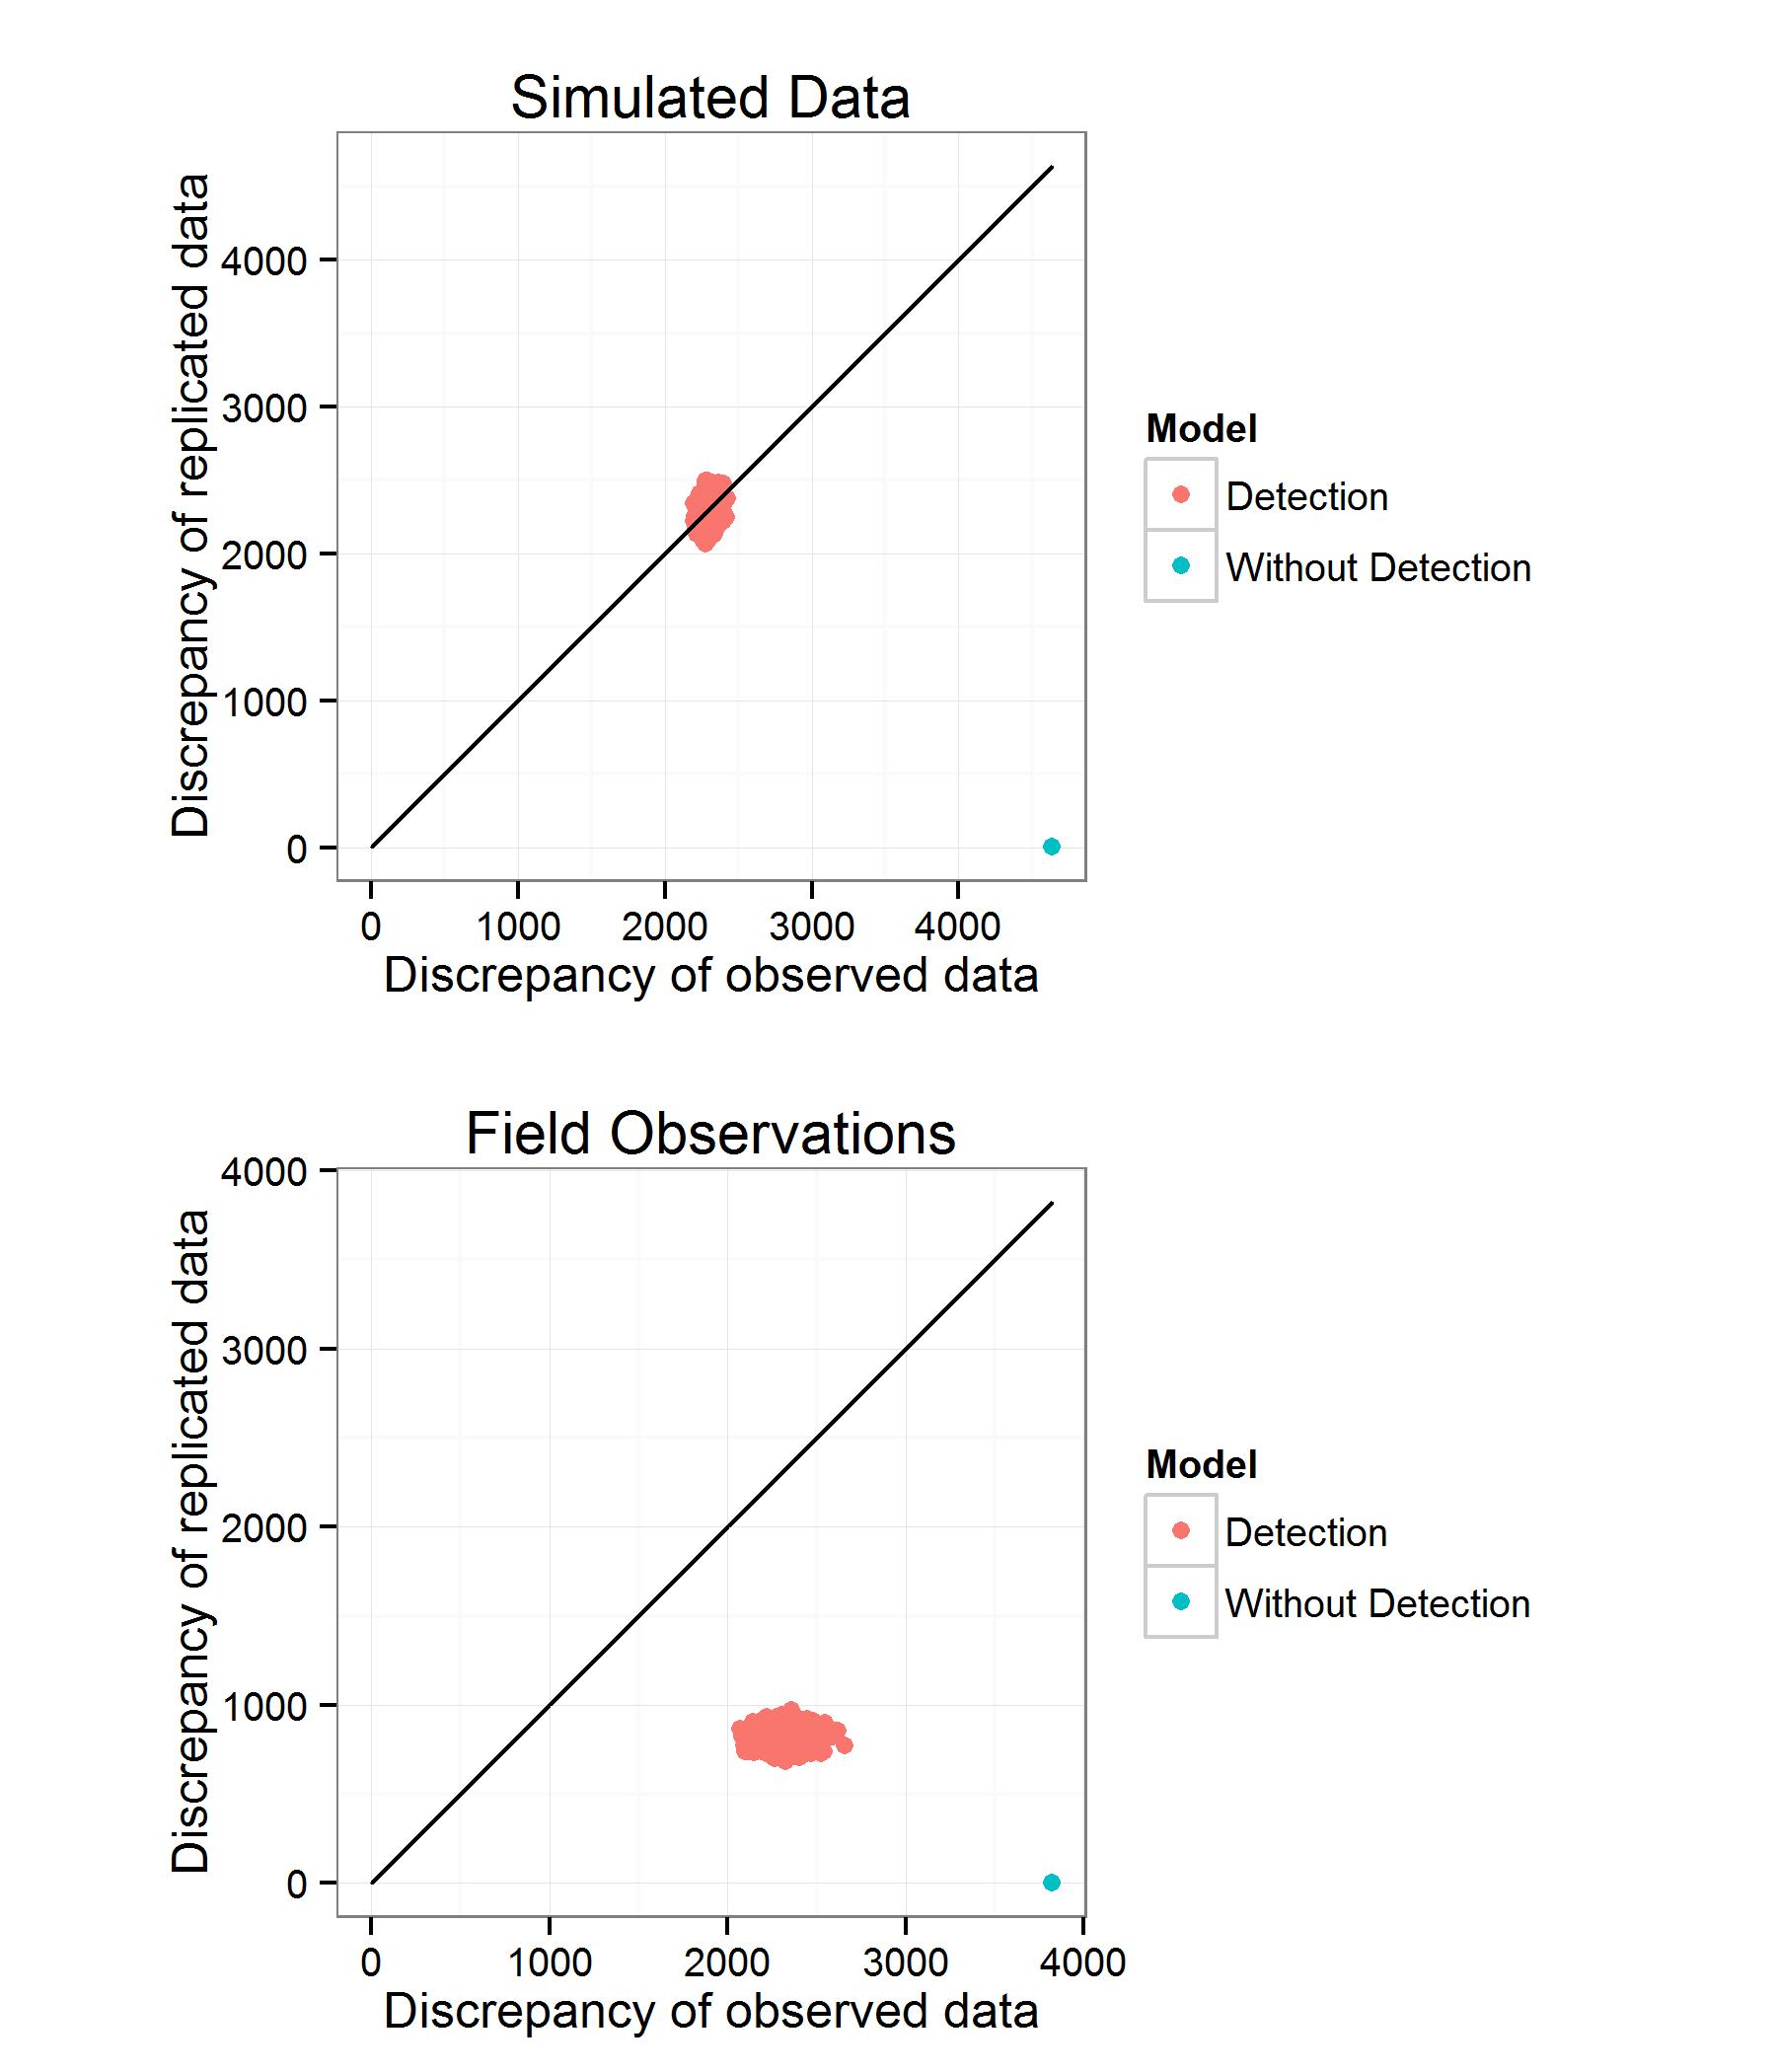 Simulated Data
Discrepancy of replicated data
4000
3000
2000
1000
0
0 1000 2000 3000 4000
Discrepancy of observed data
Model
Detection
Without Detection
Field Observations
Discrepancy of replicated data
4000
3000
2000
1000
0
0 1000 2000 3000 4000
Discrepancy of observed data
Model
Detection
Without Detection